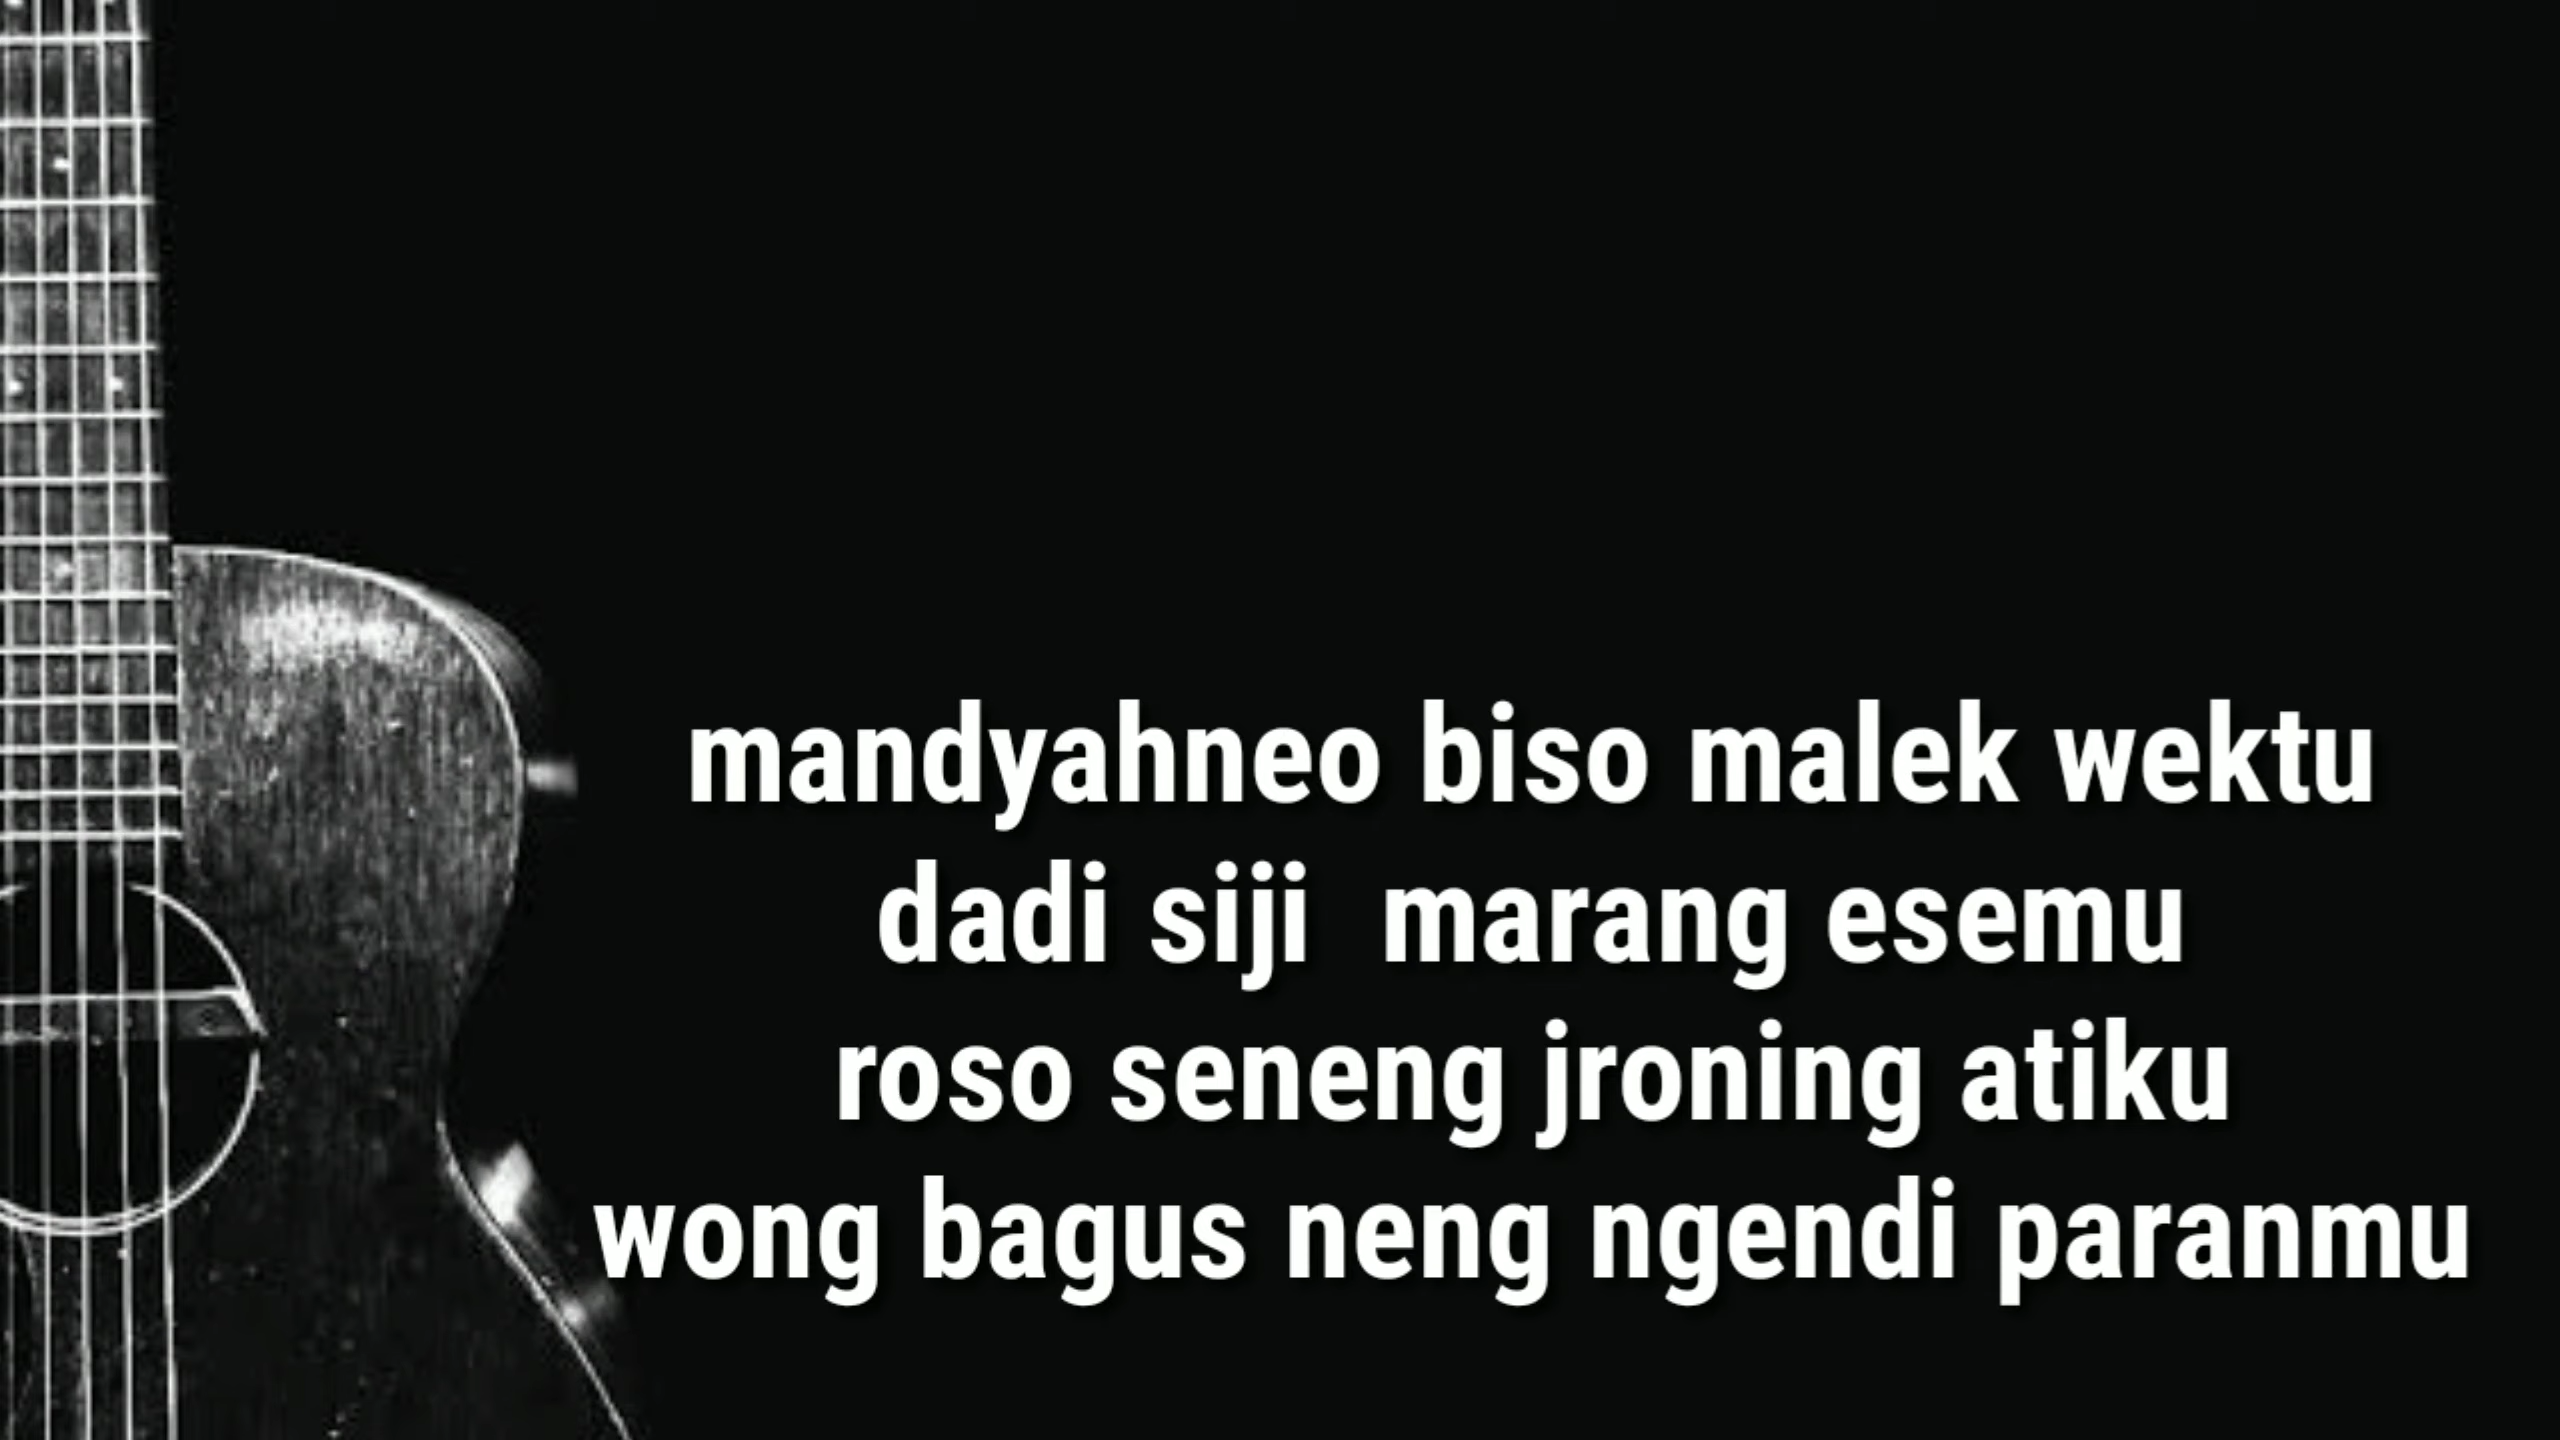 mandyahneo biso malek wektu
dadi siji  marang esemu
roso seneng jroning atiku
wong bagus neng ngendi paranmu